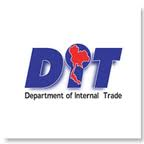 DIT
Department of Internal Trade